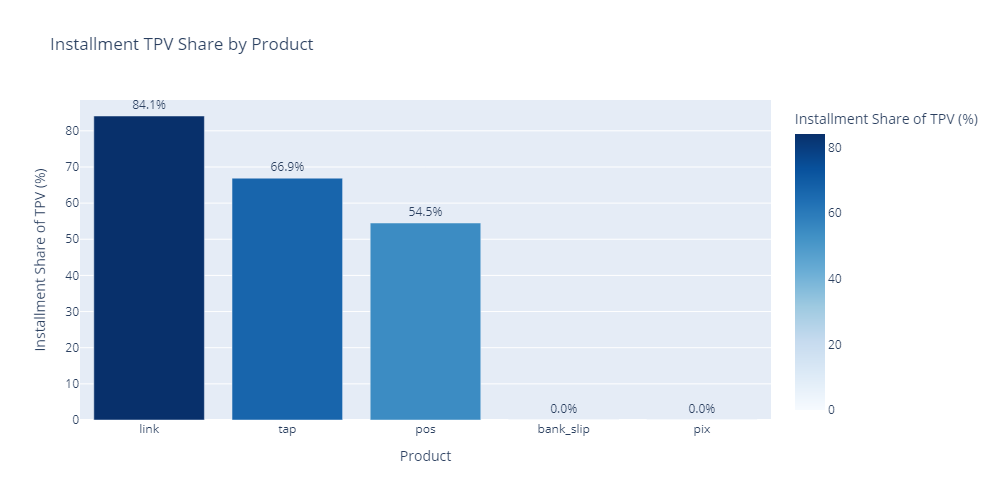 Installment TPV Share by Product
Installment Share of TPV (%)
80
70
60
50
40
30
20
10
0
84.1%
66.9%
54.5%
0.0%
0.0%
link
tap
pos
bank_slip
pix
Product
Installment Share of TPV (%)
80
60
40
20
0